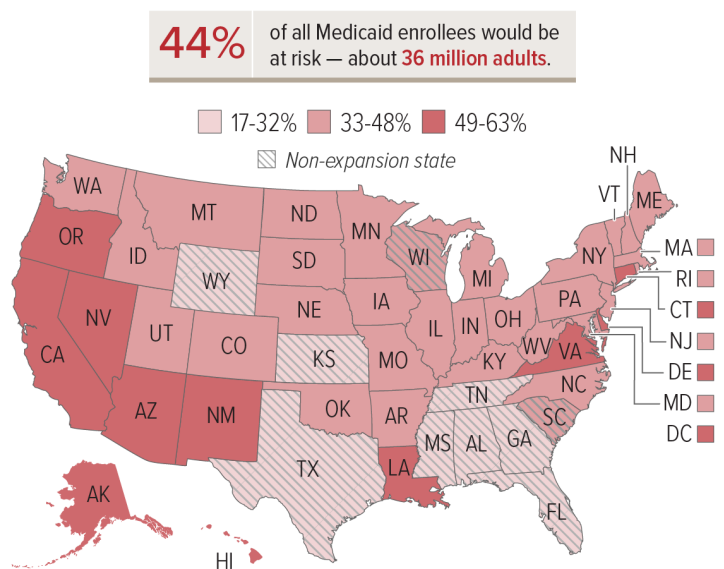 44%
of all Medicaid enrollees would be
at risk — about 36 million adults.
17-32% 33-48% 49-63%
Non-expansion state
NH
VT
ME
WA
MT
ND
MN
OR
ID
WI
NY
MA
SD
WY
MI
RI
PA
CT
NE
IA
NV
OH
IL
IN
NJ
UT
CO
WV
CA
KS
MO
VA
KY
DE
NC
TN
MD
AZ
NM
OK
AR
SC
DC
MS
AL
GA
TX
LA
AK
FL
HI